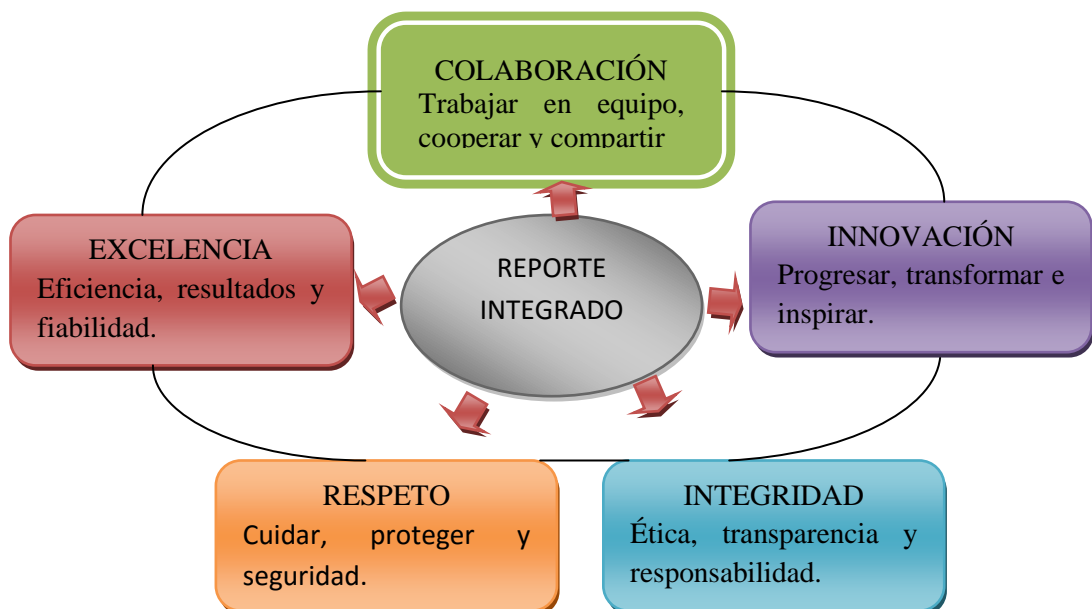 COLABORACIÓN
Trabajar en equipo,
cooperar y compartir
EXCELENCIA
Eficiencia, resultados y
fiabilidad.
REPORTE
INTEGRADO
INNOVACIÓN
Progresar, transformar e
inspirar.
RESPETO
Cuidar, proteger y
seguridad.
INTEGRIDAD
Ética, transparencia y
responsabilidad.